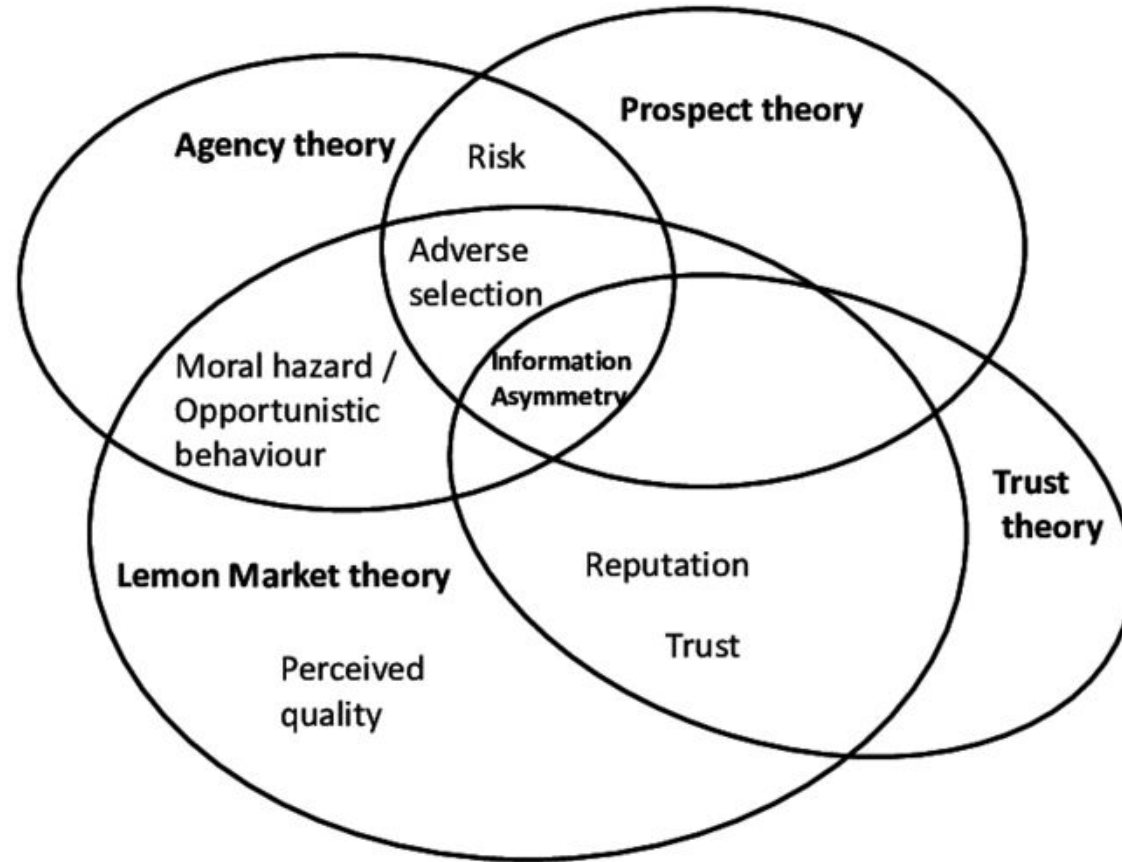 Prospect theory
Agency theory
Risk
Adverse
selection
Information
Asymmetry
Moral hazard /
Opportunistic
behaviour
Trust
theory
Reputation
Lemon Market theory
Trust
Perceived
quality